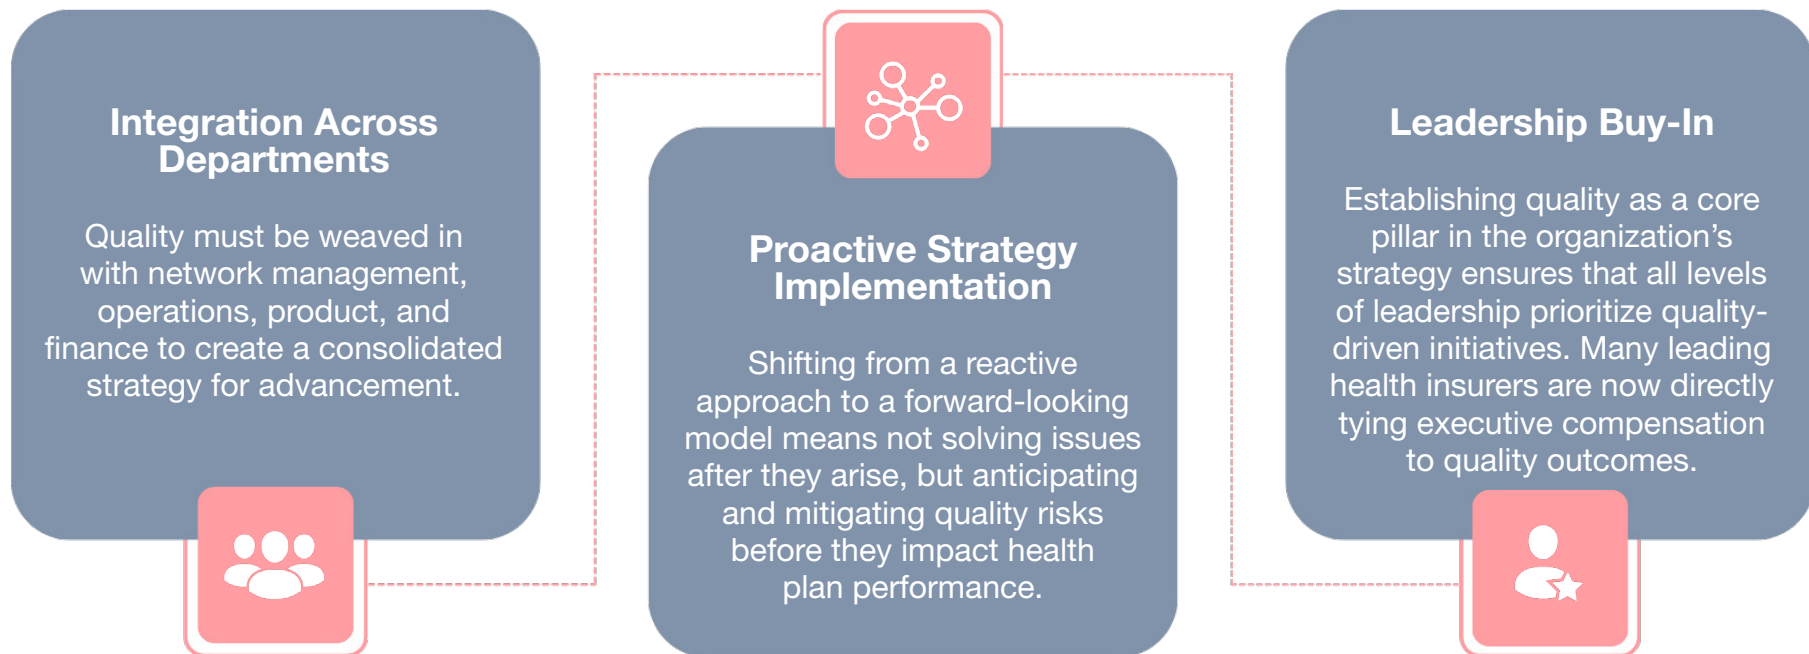 Integration Across
Departments
Quality must be weaved in
with network management,
operations, product, and
finance to create a consolidated
strategy for advancement.
Proactive Strategy
Implementation
Shifting from a reactive
approach to a forward-looking
model means not solving issues
after they arise, but anticipating
and mitigating quality risks
before they impact health
plan performance.
Leadership Buy-In
Establishing quality as a core
pillar in the organization’s
strategy ensures that all levels
of leadership prioritize quality-
driven initiatives. Many leading
health insurers are now directly
tying executive compensation
to quality outcomes.